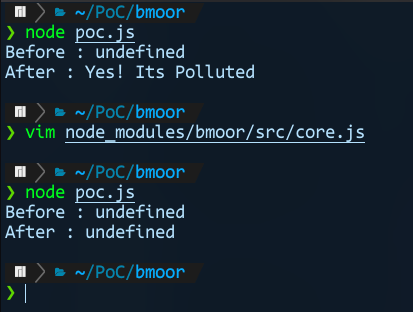 ~/PoC/bmoor
❯ node poc.js
Before : undefined
After : Yes! Its Polluted
~/PoC/bmoor
❯ vim node_modules/bmoor/src/core.js
~/PoC/bmoor
❯ node poc.js
Before : undefined
After : undefined
~/PoC/bmoor
❯